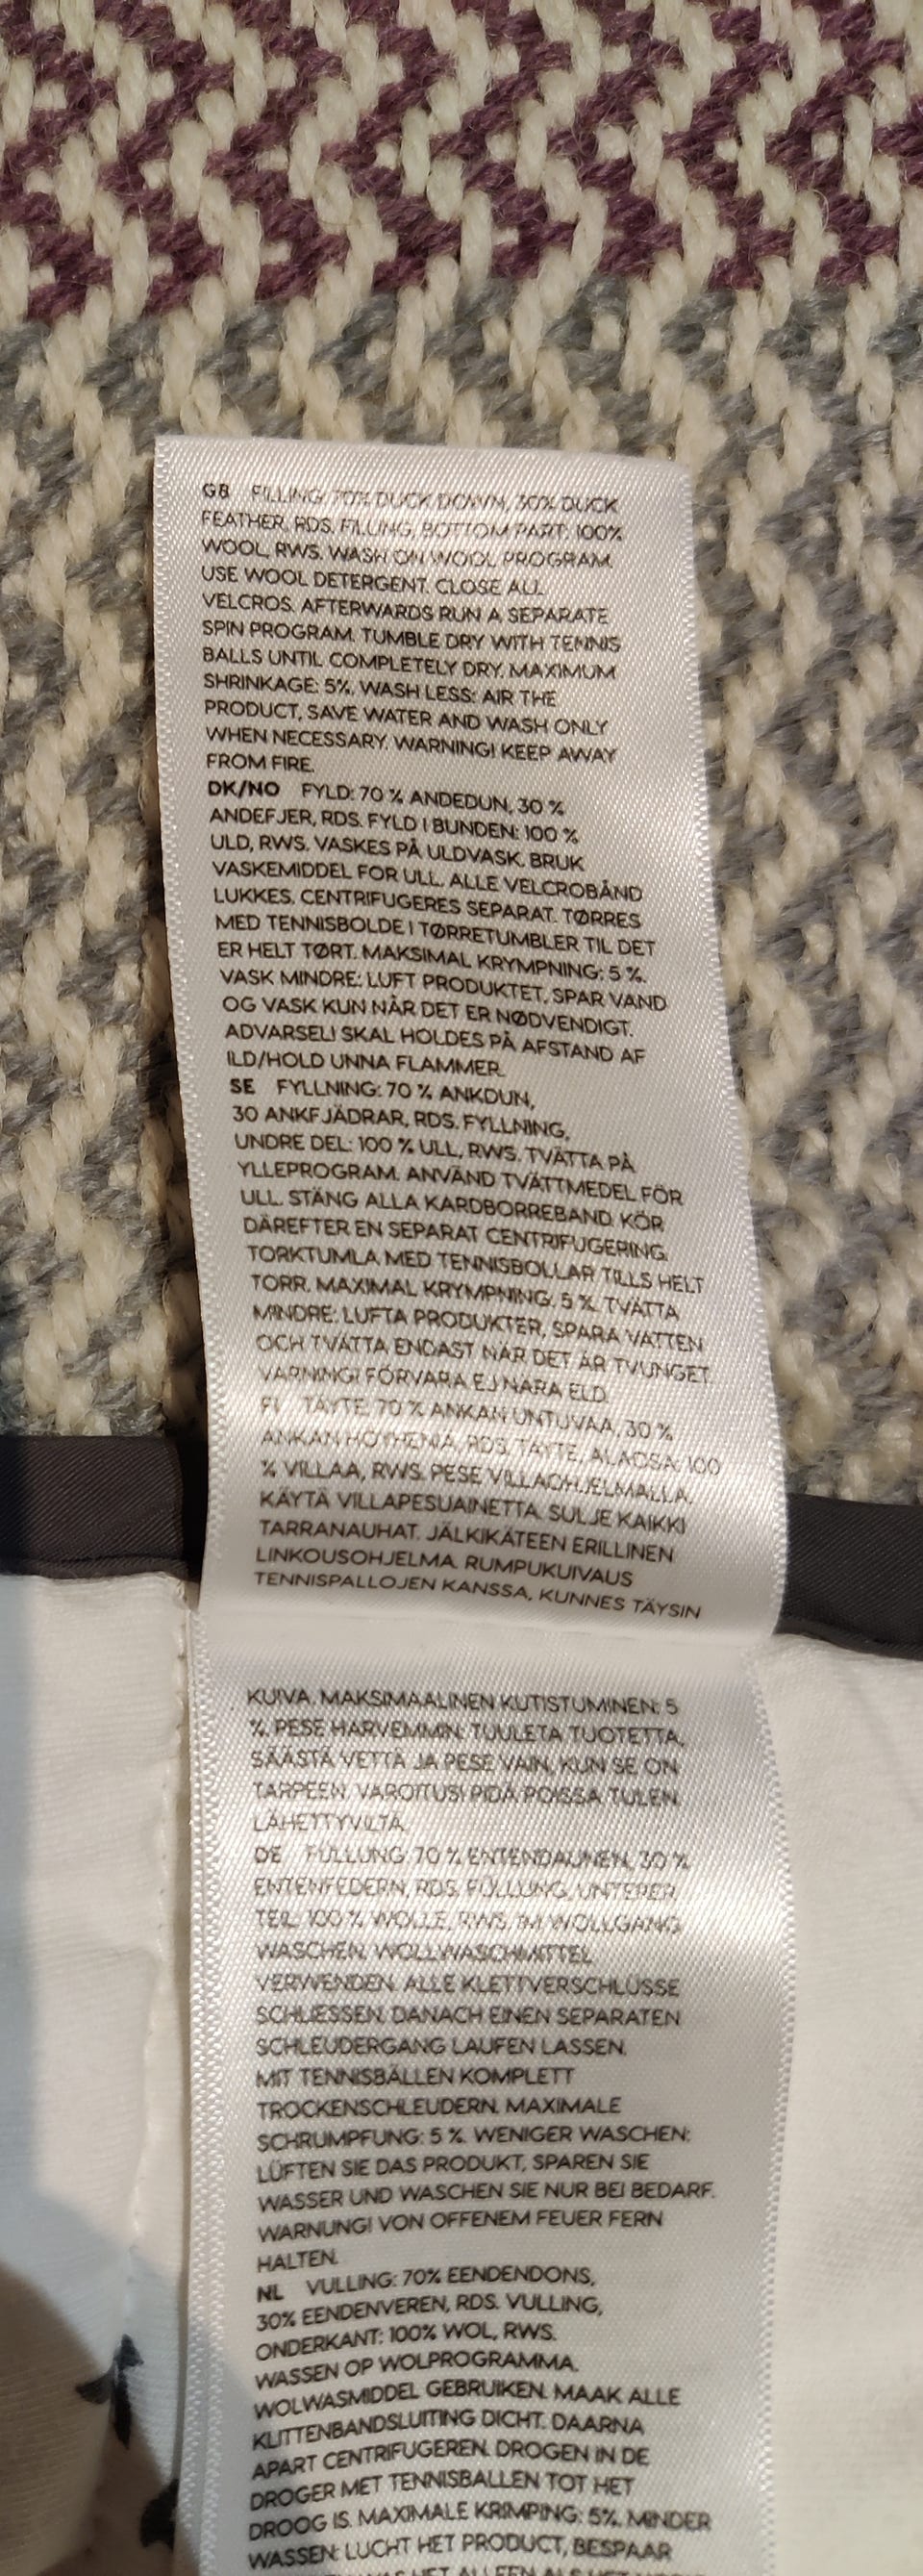 GB FILLING: 70% DUCK DOWN, 30% DUCK
FEATHER, RDS. FILLING, BOTTOM PART: 100%
WOOL, RWS. WASH ON WOOL PROGRAM.
USE WOOL DETERGENT. CLOSE ALL
VELCROS. AFTERWARDS RUN A SEPARATE
SPIN PROGRAM. TUMBLE DRY WITH TENNIS
BALLS UNTIL COMPLETELY DRY. MAXIMUM
SHRINKAGE: 5%. WASH LESS: AIR THE
PRODUCT, SAVE WATER AND WASH ONLY
WHEN NECESSARY. WARNING! KEEP AWAY
FROM FIRE.
DK/NO FYLD: 70 % ANDEDUN, 30 %
ANDEFJER, RDS. FYLD I BUNDEN: 100 %
ULD, RWS. VASKES PÅ ULDVASK. BRUK
VASKEMIDDEL FOR ULL. ALLE VELCROBÅND
LUKKES. CENTRIFUGERES SEPARAT. TØRRES
MED TENNISBOLDE I TØRRETUMBLER TIL DET
ER HELT TØRT. MAKSIMAL KRYMPNING: 5 %.
VASK MINDRE: LUFT PRODUKTET, SPAR VAND
OG VASK KUN NÅR DET ER NØDVENDIGT.
ADVARSEL! SKAL HOLDES PÅ AFSTAND AF
ILD/HOLD UNNA FLAMMER.
SE FYLLNING: 70 % ANKDUN,
30 ANKFJÄDRAR, RDS. FYLLNING,
UNDRE DEL: 100 % ULL, RWS. TVÄTTA PÅ
YLLEPROGRAM. ANVÄND TVÄTTMEDEL FÖR
ULL. STÄNG ALLA KARDBORREBAND. KÖR
DÄREFTER EN SEPARAT CENTRIFUGERING.
TORKTUMLA MED TENNISBOLLAR TILLS HELT
TORR. MAXIMAL KRYMPNING: 5 %. TVÄTTA
MINDRE: LUFTA PRODUKTER, SPARA VATTEN
OCH TVÄTTA ENDAST NÄR DET ÄR TVUNGET.
VARNING! FÖRVARA EJ NÄRA ELD.
FI TÄYTE: 70 % ANKAN UNTUVAA, 30 %
ANKAN HÖYHENIÄ, RDS. TÄYTE, ALAOSA: 100
% VILLAA, RWS. PESE VILLAOHJELMALLA.
KÄYTÄ VILLAPESUAINETTA. SULJE KAIKKI
TARRANAUHAT. JÄLKIKÄTEEN ERILLINEN
LINKOUSOHJELMA. RUMPUKUIVAUS
TENNISPALLOJEN KANSSA, KUNNES TÄYSIN
KUIVA. MAKSIMAALINEN KUTISTUMINEN: 5
%. PESE HARVEMMIN: TUULETA TUOTETTA,
SÄÄSTÄ VETTÄ JA PESE VAIN, KUN SE ON
TARPEEN. VAROITUS! PIDÄ POISSA TULEN
LÄHETTYVILTÄ.
DE FÜLLUNG: 70 % ENTENDAUNEN, 30 %
ENTENFEDERN, RDS. FÜLLUNG, UNTERER
TEIL: 100 % WOLLE, RWS. IM WOLLGANG
WASCHEN. WOLLWASCHMITTEL
VERWENDEN. ALLE KLETTVERSCHLÜSSE
SCHLIESSEN. DANACH EINEN SEPARATEN
SCHLEUDERGANG LAUFEN LASSEN.
MIT TENNISBÄLLEN KOMPLETT
TROCKENSCHLEUDERN. MAXIMALE
SCHRUMPFUNG: 5 %. WENIGER WASCHEN:
LÜFTEN SIE DAS PRODUKT, SPAREN SIE
WASSER UND WASCHEN SIE NUR BEI BEDARF.
WARNUNG! VON OFFENEM FEUER FERN
HALTEN.
NL VULLING: 70% EENDENDONS,
30% EENDENVEREN, RDS. VULLING,
ONDERKANT: 100% WOL, RWS.
WASSEN OP WOLPROGRAMMA.
WOLWASMIDDEL GEBRUIKEN. MAAK ALLE
KLITTENBANDSLUITING DICHT. DAARNA
APART CENTRIFUGEREN. DROGEN IN DE
DROGER MET TENNISBALLEN TOT HET
DROOG IS. MAXIMALE KRIMPING: 5%. MINDER
WASSEN: LUCHT HET PRODUCT, BESPAAR